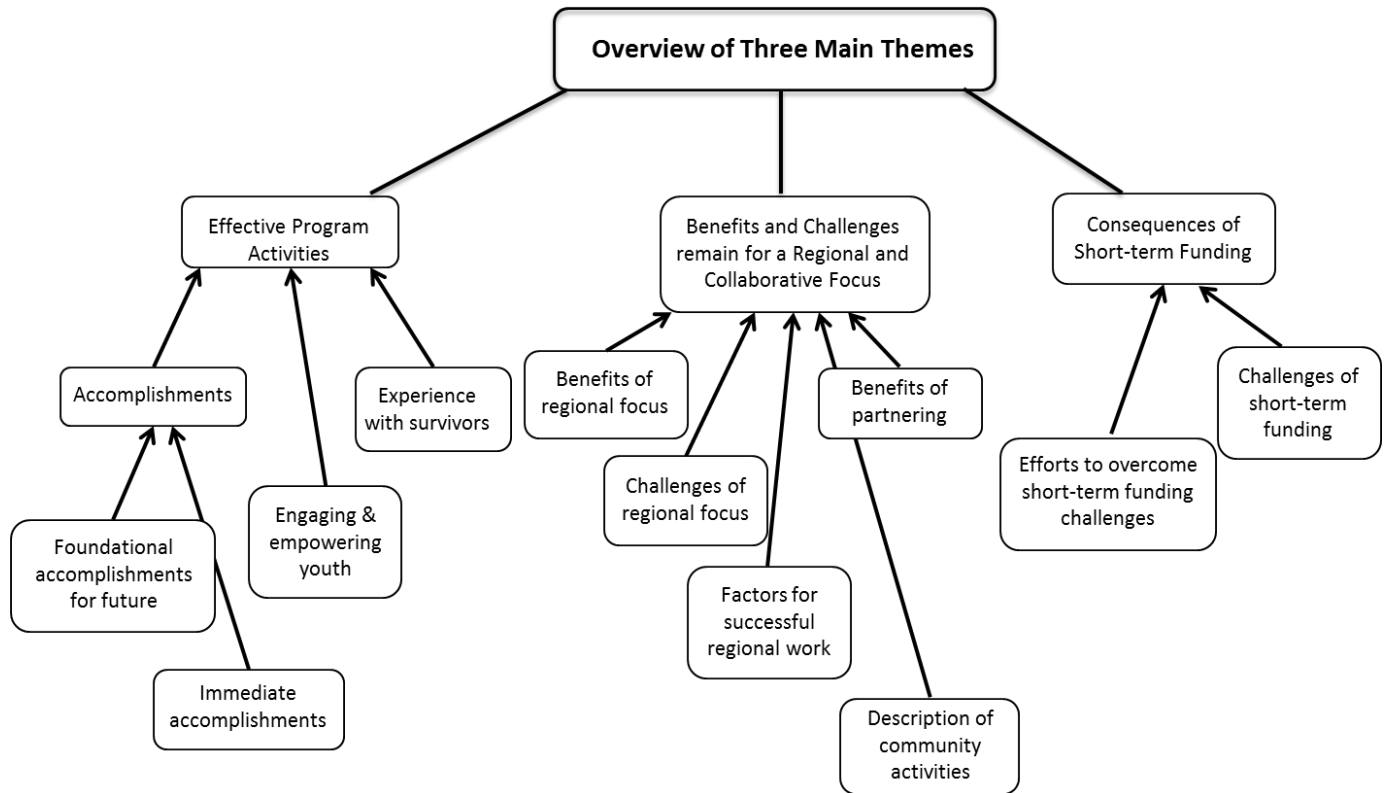 Overview of Three Main Themes
Effective Program
Activities
Benefits and Challenges
remain for a Regional and
Collaborative Focus
Consequences of
Short-term Funding
Accomplishments
Experience
with survivors
Benefits of
regional focus
Benefits of
partnering
Challenges of
short-term
funding
Foundational
accomplishments
for future
Engaging &
empowering
youth
Challenges of
regional focus
Efforts to overcome
short-term funding
challenges
Factors for
successful
regional work
Immediate
accomplishments
Description of
community
activities